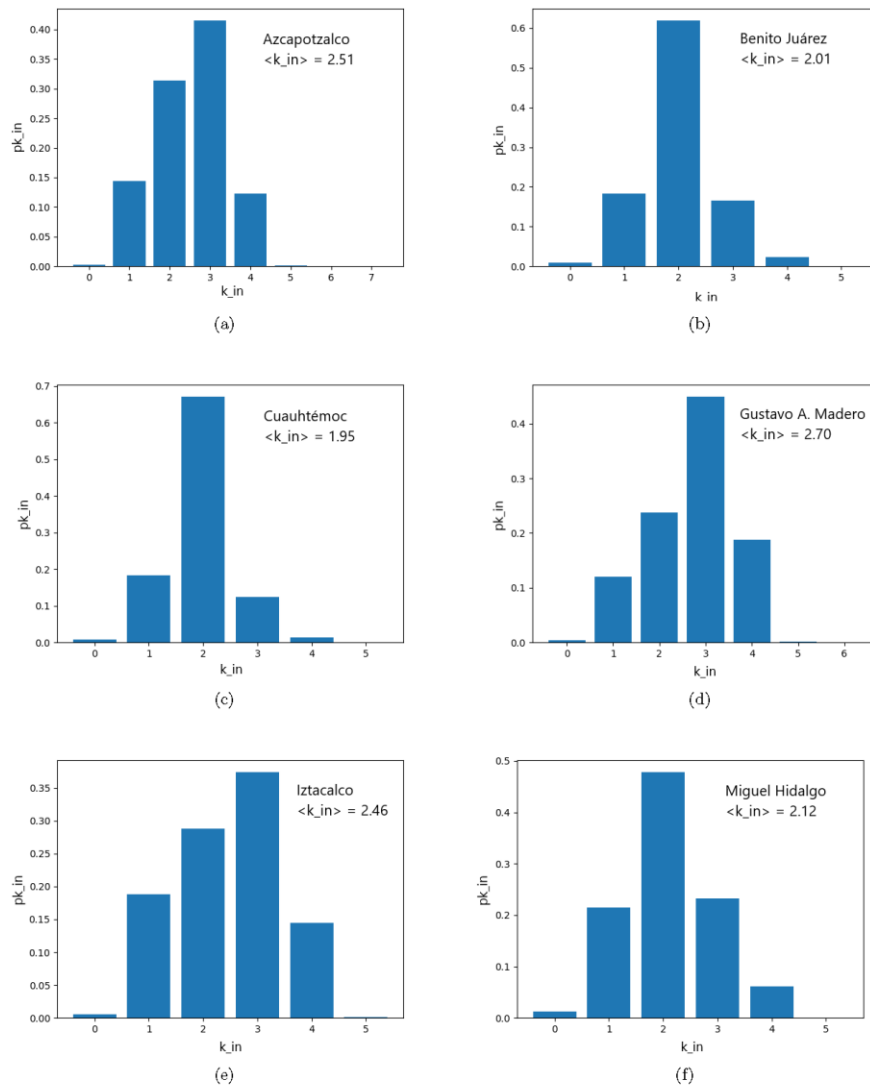 Azcapotzalco
<k_in> = 2.51
0.40
0.35
0.30
0.25
0.20
0.15
0.10
0.05
0.00
pk_in
0 1 2 3 4 5 6 7
k_in
(a)
Benito Juárez
<k_in> = 2.01
0.6
0.5
0.4
0.3
0.2
0.1
0.0
pk_in
0 1 2 3 4 5
k_in
(b)
Cuauhtémoc
<k_in> = 1.95
0.7
0.6
0.5
0.4
0.3
0.2
0.1
0.0
pk_in
0 1 2 3 4 5
k_in
(c)
Gustavo A. Madero
<k_in> = 2.70
0.4
0.3
0.2
0.1
0.0
pk_in
0 1 2 3 4 5 6
k_in
(d)
Iztacalco
<k_in> = 2.46
0.35
0.30
0.25
0.20
0.15
0.10
0.05
0.00
pk_in
0 1 2 3 4 5
k_in
(e)
Miguel Hidalgo
<k_in> = 2.12
0.5
0.4
0.3
0.2
0.1
0.0
pk_in
0 1 2 3 4 5
k_in
(f)